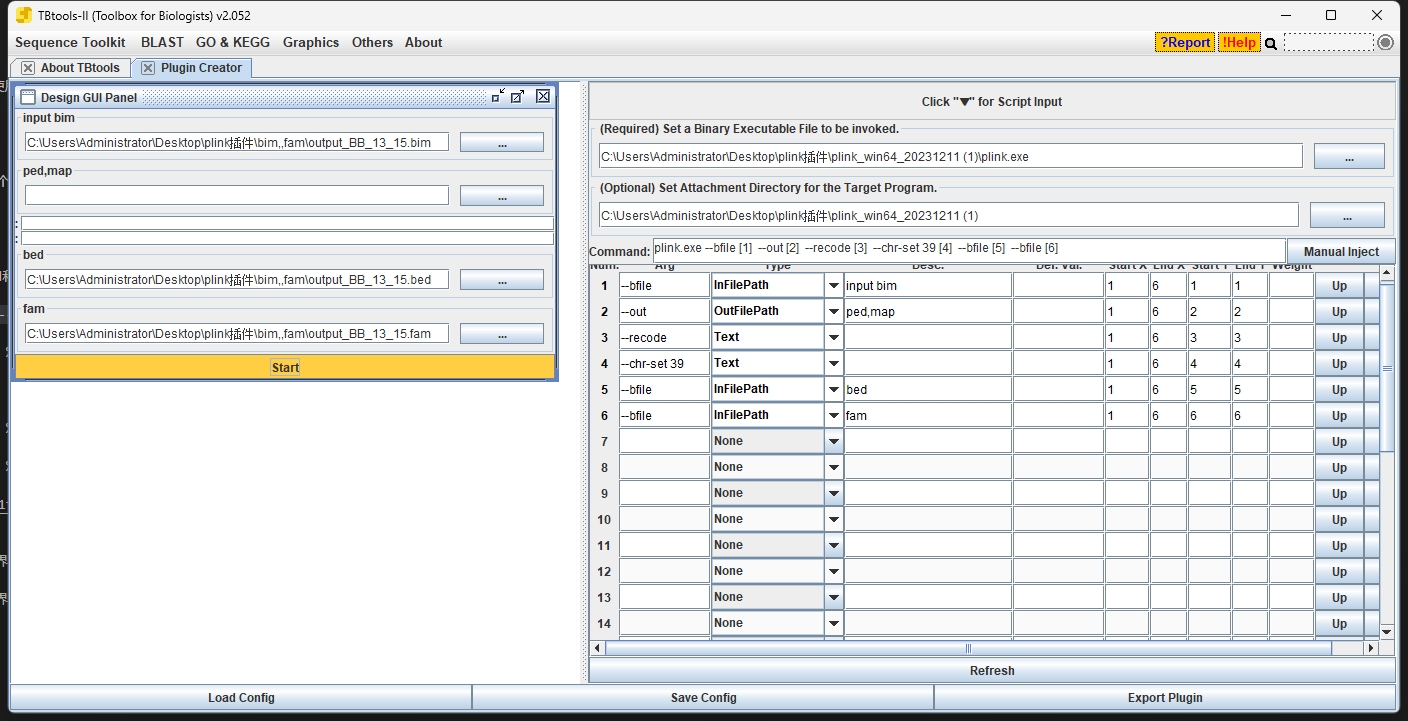 TBtools-II (Toolbox for Biologists) v2.052
Sequence Toolkit BLAST GO & KEGG Graphics Others About ?Report !Help
About TBtools Plugin Creator
Design GUI Panel
input bim
C:\Users\Administrator\Desktop\plink插件\bim,,fam\output_BB_13_15.bim ...
ped,map
...
:
:
bed
C:\Users\Administrator\Desktop\plink插件\bim,,fam\output_BB_13_15.bed ...
fam
C:\Users\Administrator\Desktop\plink插件\bim,,fam\output_BB_13_15.fam ...
Start
Click "▼" for Script Input
(Required) Set a Binary Executable File to be invoked.
C:\Users\Administrator\Desktop\plink插件\plink_win64_20231211 (1)\plink.exe ...
(Optional) Set Attachment Directory for the Target Program.
C:\Users\Administrator\Desktop\plink插件\plink_win64_20231211 (1) ...
Command: plink.exe --bfile [1] --out [2] --recode [3] --chr-set 39 [4] --bfile [5] --bfile [6] Manual Inject
Num. Arg Type Desc. Def. Val. Start X End X Start Y End Y Weight
1 --bfile InFilePath input bim 1 6 1 1 Up
2 --out OutFilePath ped,map 1 6 2 2 Up
3 --recode Text 1 6 3 3 Up
4 --chr-set 39 Text 1 6 4 4 Up
5 --bfile InFilePath bed 1 6 5 5 Up
6 --bfile InFilePath fam 1 6 6 6 Up
7 None Up
8 None Up
9 None Up
10 None Up
11 None Up
12 None Up
13 None Up
14 None Up
Refresh
Load Config Save Config Export Plugin